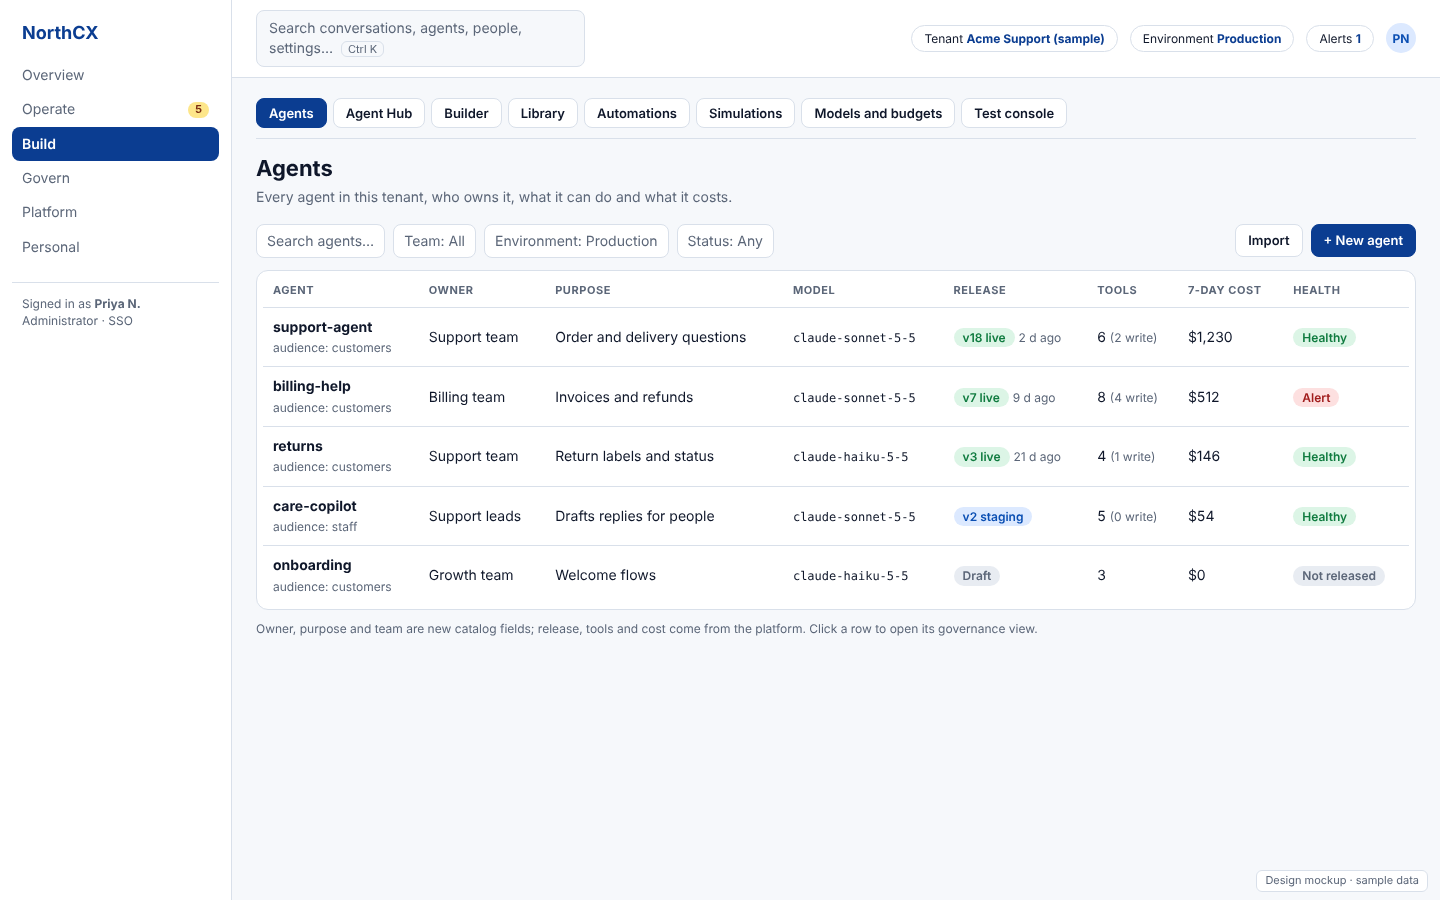 NorthCX
Overview
Operate 5
Build
Govern
Platform
Personal
Signed in as Priya N.
Administrator · SSO
Search conversations, agents, people,
settings... Ctrl K
Tenant Acme Support (sample) Environment Production Alerts 1 PN
Agents Agent Hub Builder Library Automations Simulations Models and budgets Test console
Agents
Every agent in this tenant, who owns it, what it can do and what it costs.
Search agents... Team: All Environment: Production Status: Any Import + New agent
AGENT OWNER PURPOSE MODEL RELEASE TOOLS 7-DAY COST HEALTH
support-agent
audience: customers
Support team Order and delivery questions claude-sonnet-5-5 v18 live 2 d ago 6 (2 write) $1,230 Healthy
billing-help
audience: customers
Billing team Invoices and refunds claude-sonnet-5-5 v7 live 9 d ago 8 (4 write) $512 Alert
returns
audience: customers
Support team Return labels and status claude-haiku-5-5 v3 live 21 d ago 4 (1 write) $146 Healthy
care-copilot
audience: staff
Support leads Drafts replies for people claude-sonnet-5-5 v2 staging 5 (0 write) $54 Healthy
onboarding
audience: customers
Growth team Welcome flows claude-haiku-5-5 Draft 3 $0 Not released
Owner, purpose and team are new catalog fields; release, tools and cost come from the platform. Click a row to open its governance view.
Design mockup · sample data